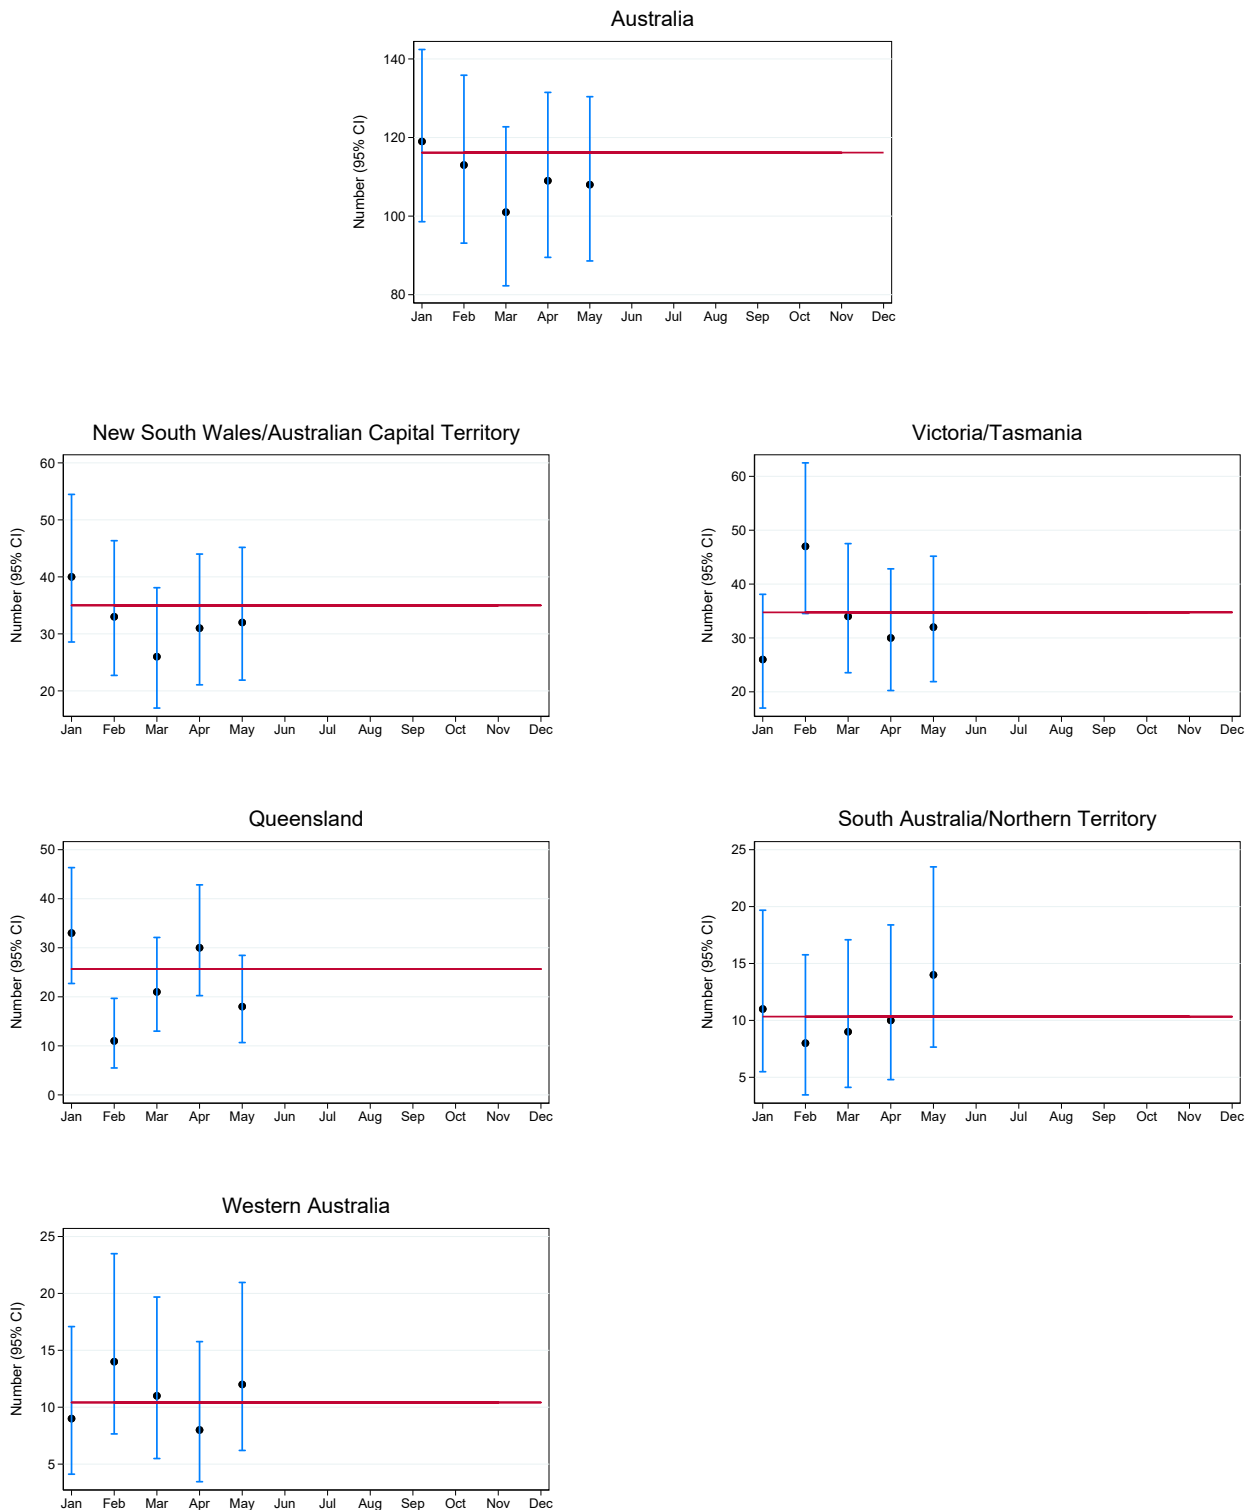 Australia
Number (95% CI)
140
120
100
80
Jan Feb Mar Apr May Jun Jul Aug Sep Oct Nov Dec
New South Wales/Australian Capital Territory
Number (95% CI)
60
50
40
30
20
Jan Feb Mar Apr May Jun Jul Aug Sep Oct Nov Dec
Victoria/Tasmania
Number (95% CI)
60
50
40
30
20
Jan Feb Mar Apr May Jun Jul Aug Sep Oct Nov Dec
Queensland
Number (95% CI)
50
40
30
20
10
0
Jan Feb Mar Apr May Jun Jul Aug Sep Oct Nov Dec
South Australia/Northern Territory
Number (95% CI)
25
20
15
10
5
Jan Feb Mar Apr May Jun Jul Aug Sep Oct Nov Dec
Western Australia
Number (95% CI)
25
20
15
10
5
Jan Feb Mar Apr May Jun Jul Aug Sep Oct Nov Dec